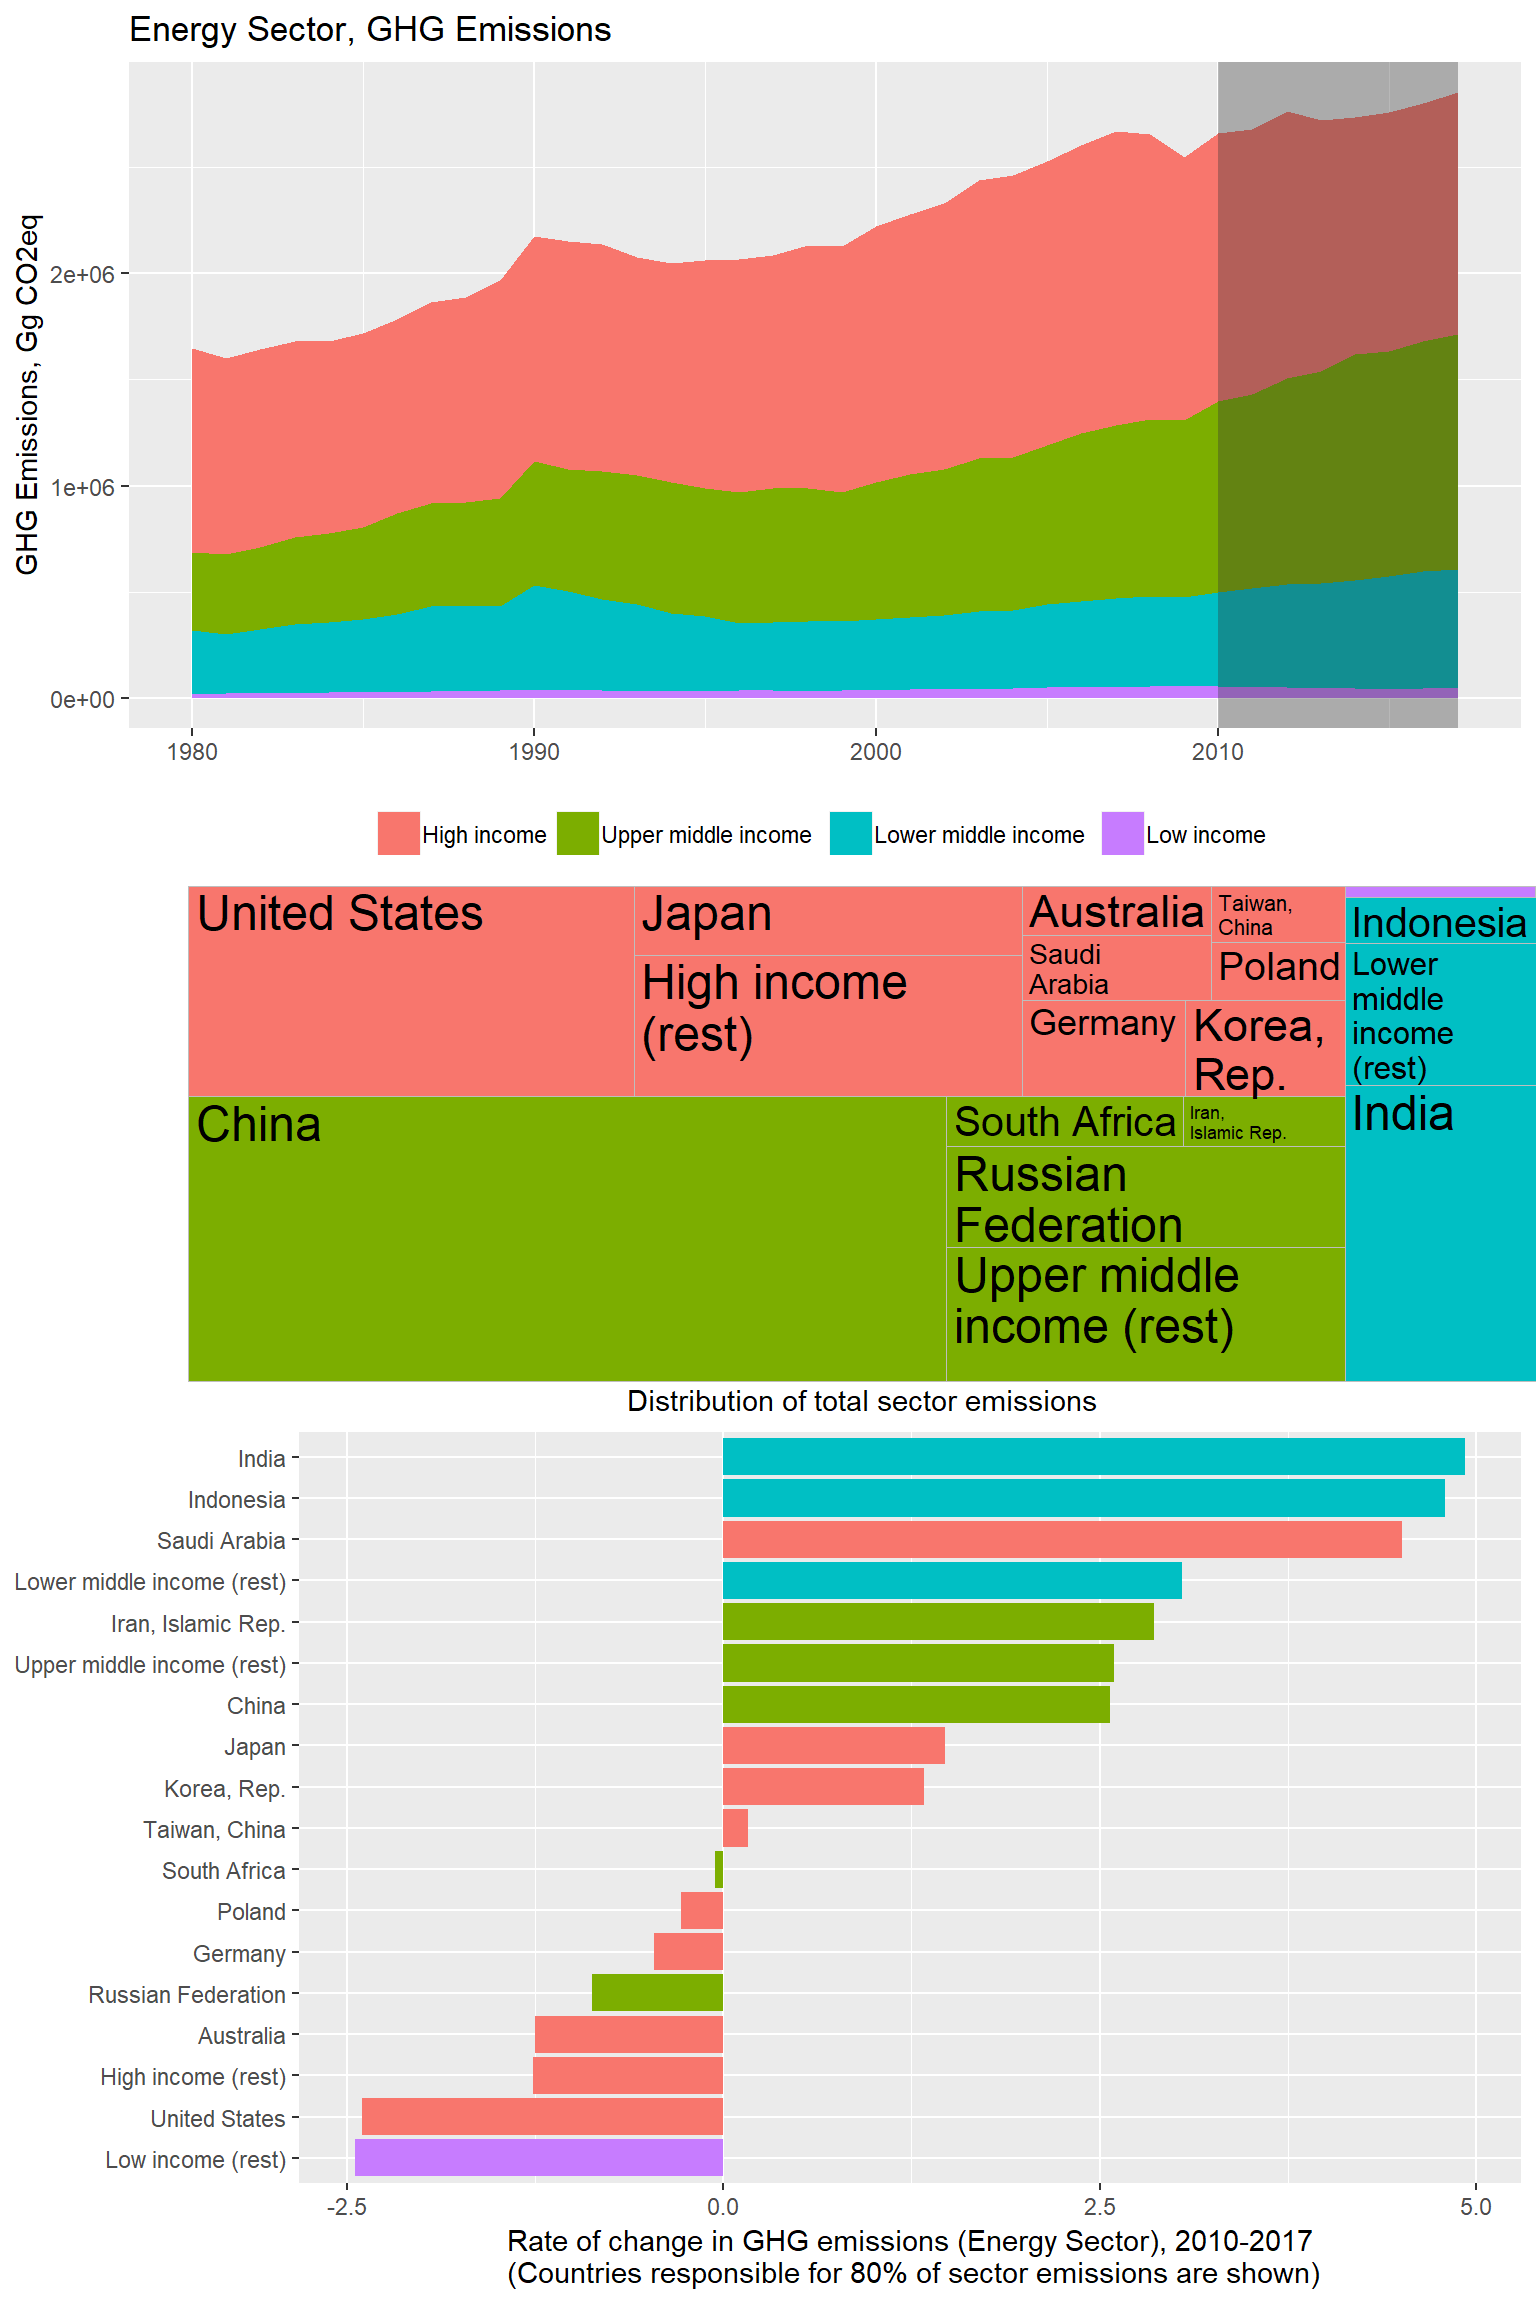 Energy Sector, GHG Emissions
GHG Emissions, Gg CO2eq
2e+06
1e+06
0e+00
1980
1990
2000
2010
High income
Upper middle income
Lower middle income
Low income
United States
Japan
High income
(rest)
Australia
Saudi
Arabia
Taiwan,
China
Poland
Germany
Korea,
Rep.
Indonesia
Lower
middle
income
(rest)
India
China
South Africa
Iran,
Islamic Rep.
Russian
Federation
Upper middle
income (rest)
Distribution of total sector emissions
India
Indonesia
Saudi Arabia
Lower middle income (rest)
Iran, Islamic Rep.
Upper middle income (rest)
China
Japan
Korea, Rep.
Taiwan, China
South Africa
Poland
Germany
Russian Federation
Australia
High income (rest)
United States
Low income (rest)
-2.5
0.0
2.5
5.0
Rate of change in GHG emissions (Energy Sector), 2010-2017
(Countries responsible for 80% of sector emissions are shown)